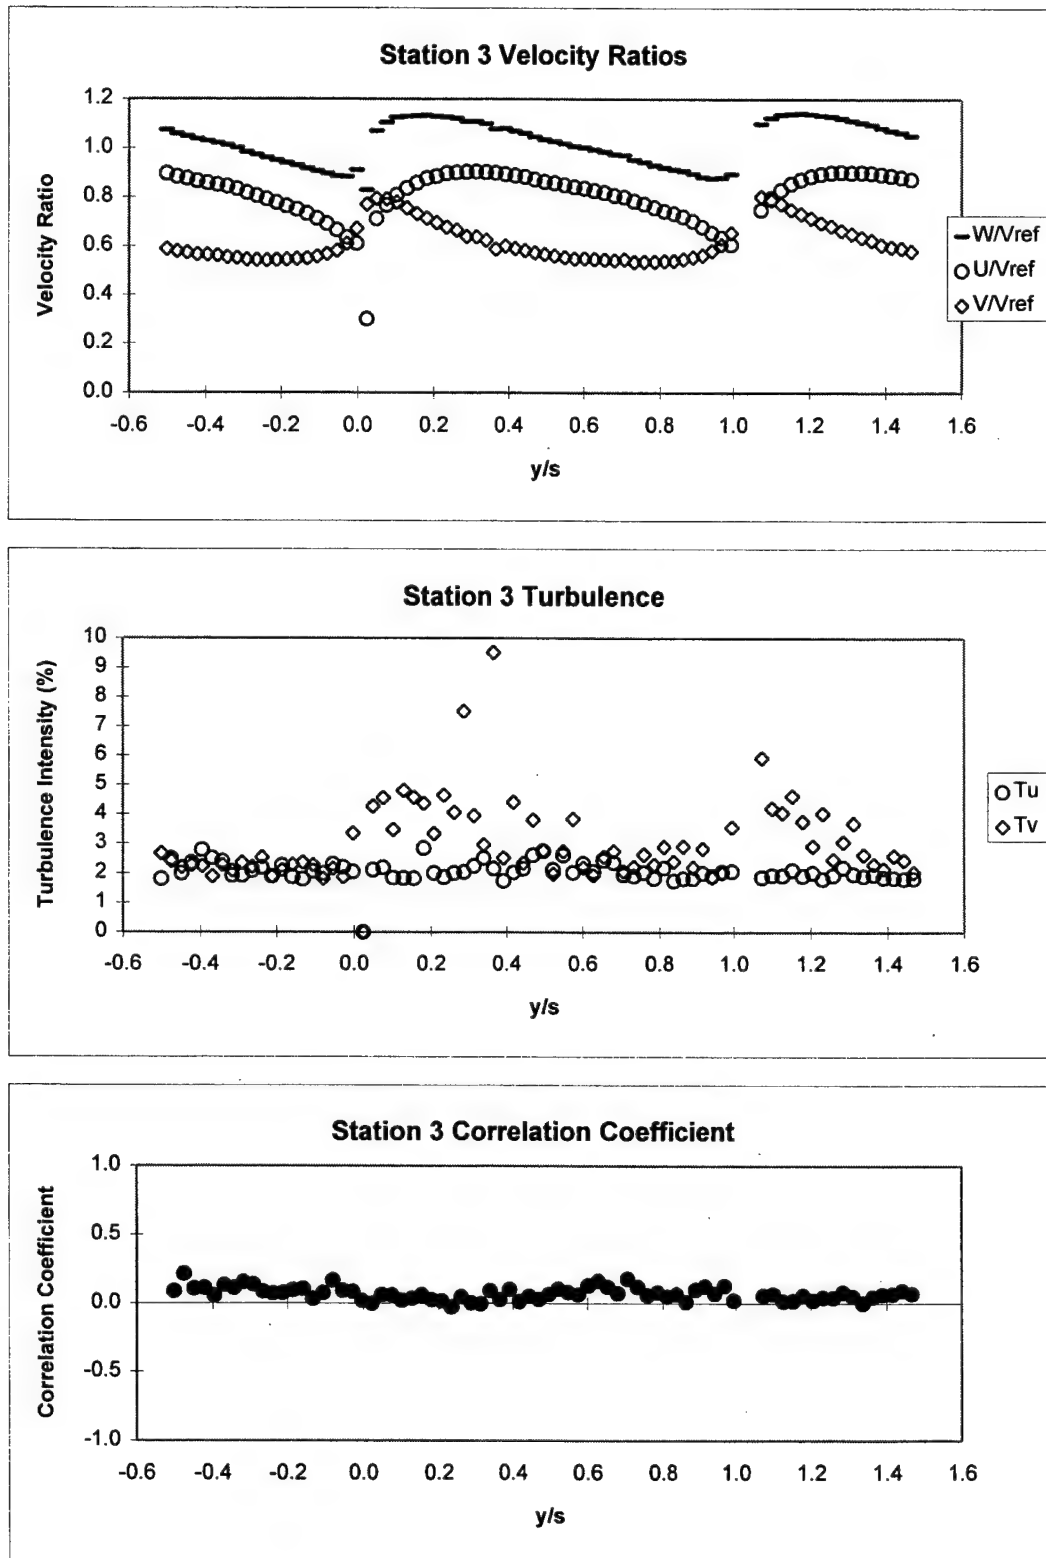 Station 3 Velocity Ratios
Velocity Ratio
1.2
1.0
0.8
0.6
0.4
0.2
0.0
-0.6 -0.4 -0.2 0.0 0.2 0.4 0.6 0.8 1.0 1.2 1.4 1.6
y/s
W/Vref
U/Vref
V/Vref
Station 3 Turbulence
Turbulence Intensity (%)
10
9
8
7
6
5
4
3
2
1
0
-0.6 -0.4 -0.2 0.0 0.2 0.4 0.6 0.8 1.0 1.2 1.4 1.6
y/s
Tu
Tv
Station 3 Correlation Coefficient
Correlation Coefficient
1.0
0.5
0.0
-0.5
-1.0
-0.6 -0.4 -0.2 0.0 0.2 0.4 0.6 0.8 1.0 1.2 1.4 1.6
y/s